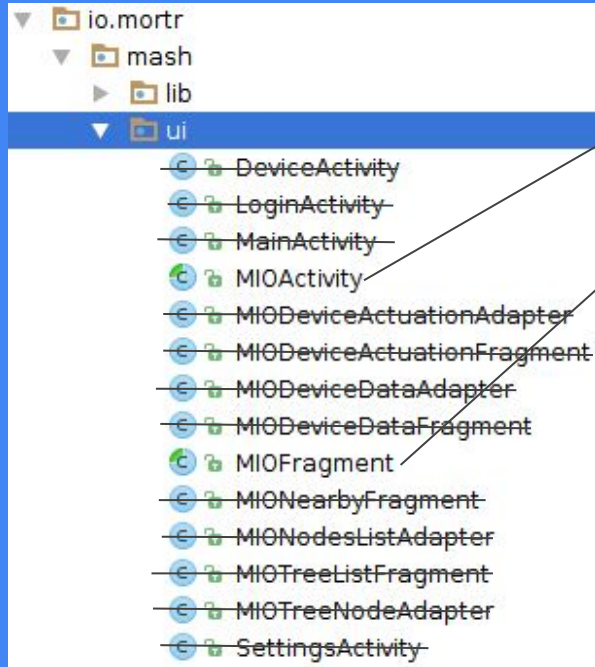 io.mortr
mash
lib
ui
DeviceActivity
LoginActivity
MainActivity
MIOActivity
MIODeviceActuationAdapter
MIODeviceActuationFragment
MIODeviceDataAdapter
MIODeviceDataFragment
MIOFragment
MIONearbyFragment
MIONodesListAdapter
MIOTreeListFragment
MIOTreeNodeAdapter
SettingsActivity